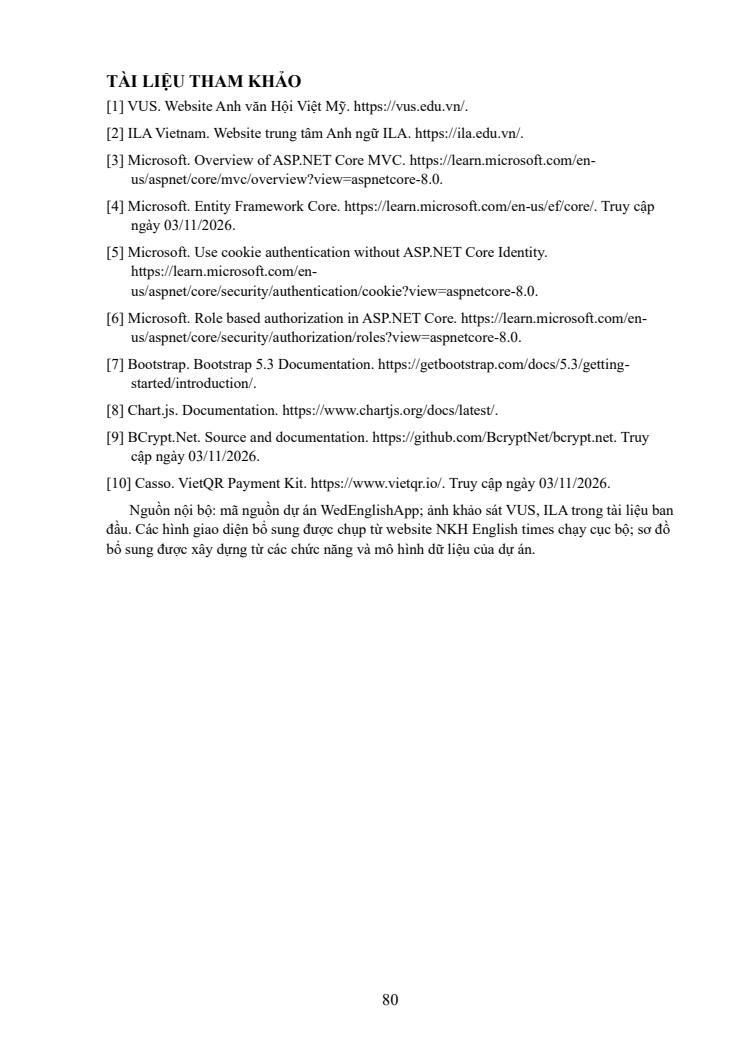 TÀI LIỆU THAM KHẢO
[1] VUS. Website Anh văn Hội Việt Mỹ. https://vus.edu.vn/.
[2] ILA Vietnam. Website trung tâm Anh ngữ ILA. https://ila.edu.vn/.
[3] Microsoft. Overview of ASP.NET Core MVC. https://learn.microsoft.com/en-
us/aspnet/core/mvc/overview?view=aspnetcore-8.0.
[4] Microsoft. Entity Framework Core. https://learn.microsoft.com/en-us/ef/core/. Truy cập
ngày 03/11/2026.
[5] Microsoft. Use cookie authentication without ASP.NET Core Identity.
https://learn.microsoft.com/en-
us/aspnet/core/security/authentication/cookie?view=aspnetcore-8.0.
[6] Microsoft. Role based authorization in ASP.NET Core. https://learn.microsoft.com/en-
us/aspnet/core/security/authorization/roles?view=aspnetcore-8.0.
[7] Bootstrap. Bootstrap 5.3 Documentation. https://getbootstrap.com/docs/5.3/getting-
started/introduction/.
[8] Chart.js. Documentation. https://www.chartjs.org/docs/latest/.
[9] BCrypt.Net. Source and documentation. https://github.com/BcryptNet/bcrypt.net. Truy
cập ngày 03/11/2026.
[10] Casso. VietQR Payment Kit. https://www.vietqr.io/. Truy cập ngày 03/11/2026.
Nguồn nội bộ: mã nguồn dự án WedEnglishApp; ảnh khảo sát VUS, ILA trong tài liệu ban
đầu. Các hình giao diện bổ sung được chụp từ website NKH English times chạy cục bộ; sơ đồ
bổ sung được xây dựng từ các chức năng và mô hình dữ liệu của dự án.
80